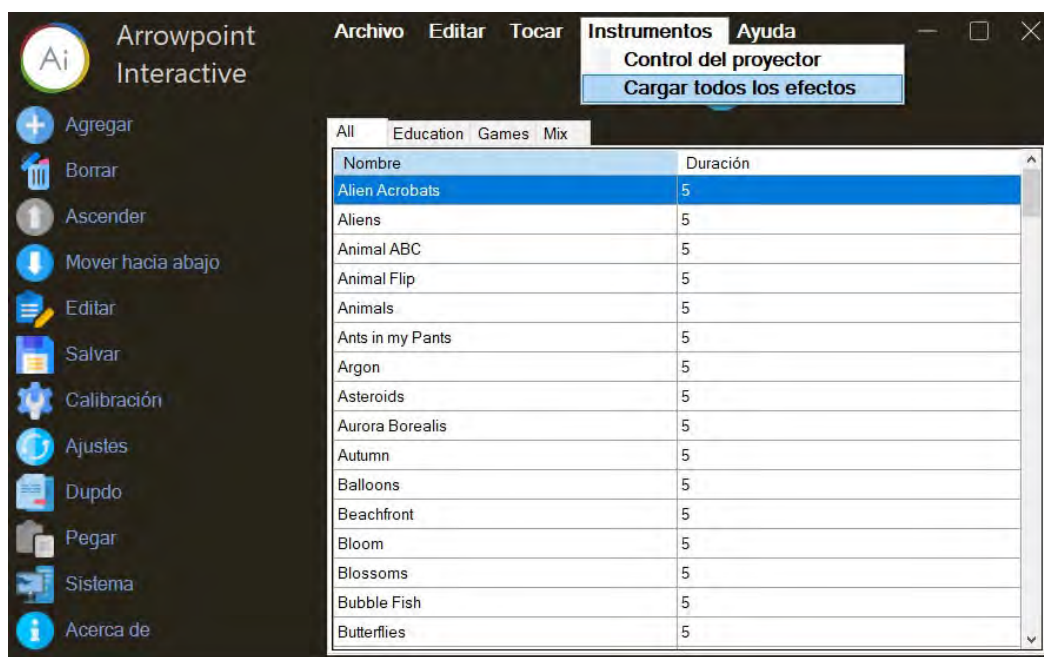 Ai
Arrowpoint
Interactive
Archivo Editar Tocar Instrumentos Ayuda
Control del proyector
Cargar todos los efectos
Agregar
Borrar
Ascender
Mover hacia abajo
Editar
Salvar
Calibración
Ajustes
Dupdo
Pegar
Sistema
Acerca de
All Education Games Mix
Nombre Duración
Alien Acrobats 5
Aliens 5
Animal ABC 5
Animal Flip 5
Animals 5
Ants in my Pants 5
Argon 5
Asteroids 5
Aurora Borealis 5
Autumn 5
Balloons 5
Beachfront 5
Bloom 5
Blossoms 5
Bubble Fish 5
Butterflies 5